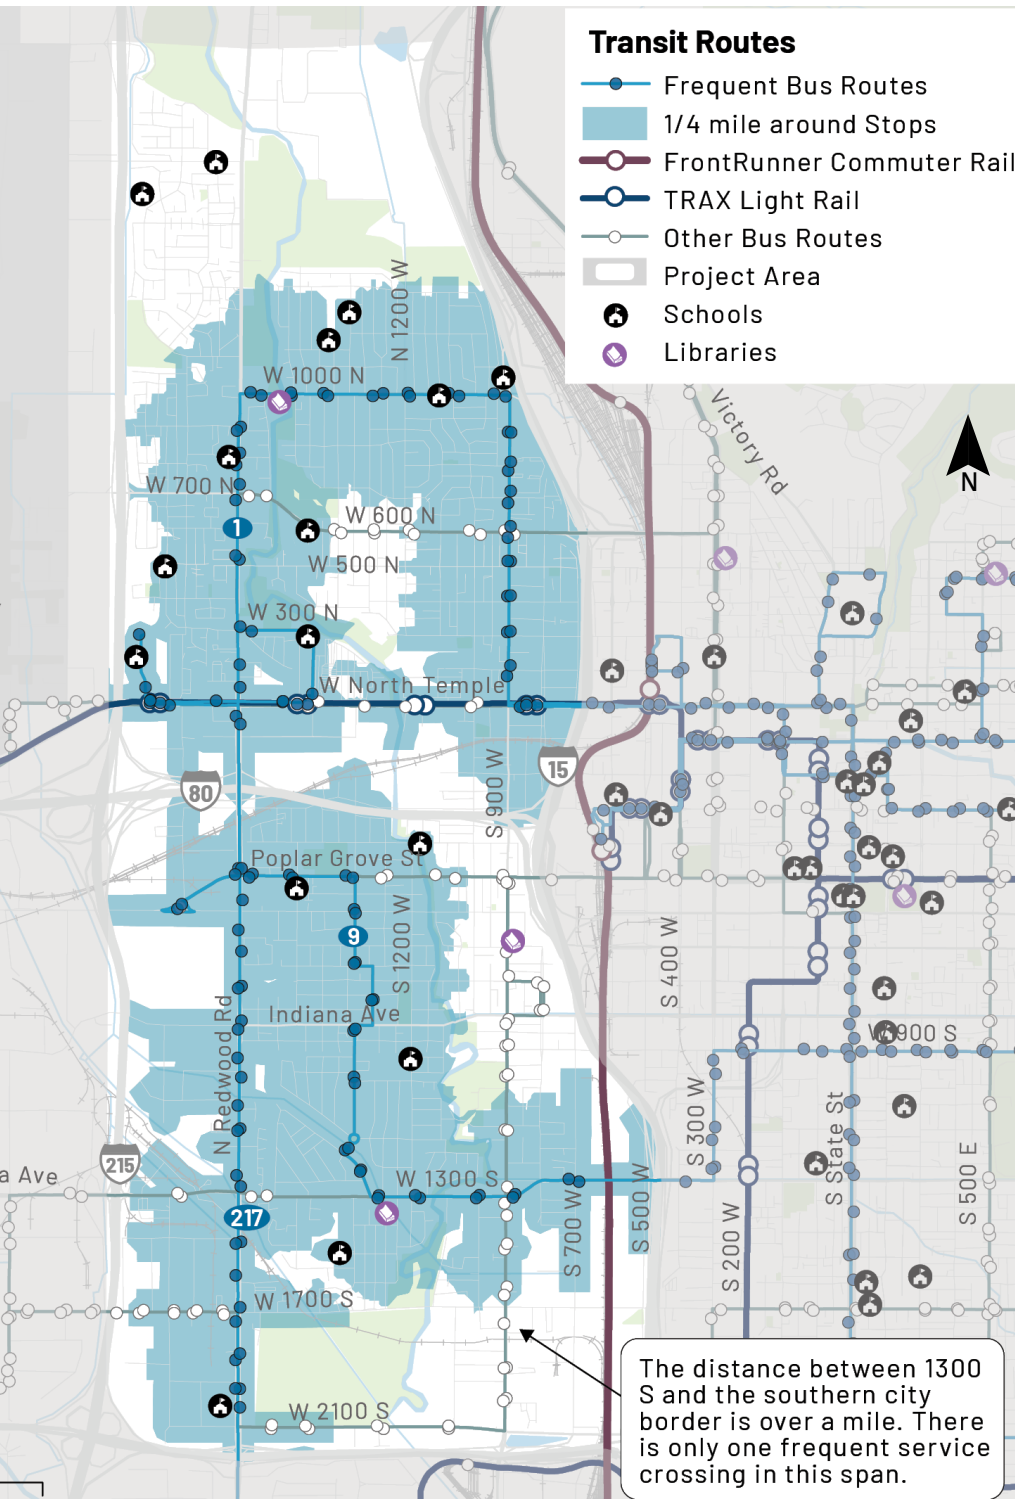 Transit Routes
Frequent Bus Routes
1/4 mile around Stops
FrontRunner Commuter Rail
TRAX Light Rail
Other Bus Routes
Project Area
Schools
Libraries
N 1200 W
W 1000 N
Victory Rd
N
W 700 N
W 600 N
1
W 500 N
W 300 N
W North Temple
15
80
S 900 W
Poplar Grove St
9
S 1200 W
S 400 W
Indiana Ave
N Redwood Rd
W 900 S
S 300 W
S State St
215
a Ave
W 1300 S
S 500 E
217
S 700 W
S 500 W
S 200 W
W 1700 S
W 2100 S
The distance between 1300
S and the southern city
border is over a mile. There
is only one frequent service
crossing in this span.